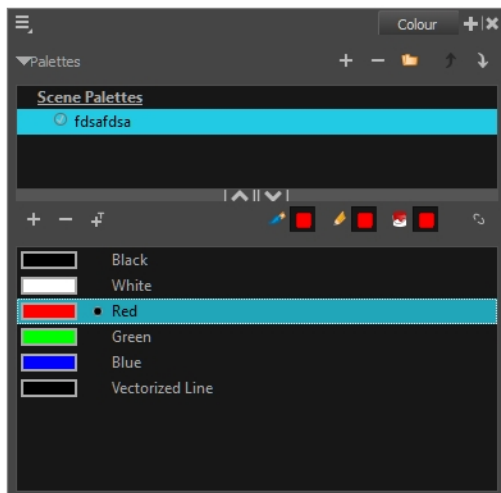 Colour
Palettes
Scene Palettes
fdsafdsa
Black
White
Red
Green
Blue
Vectorized Line